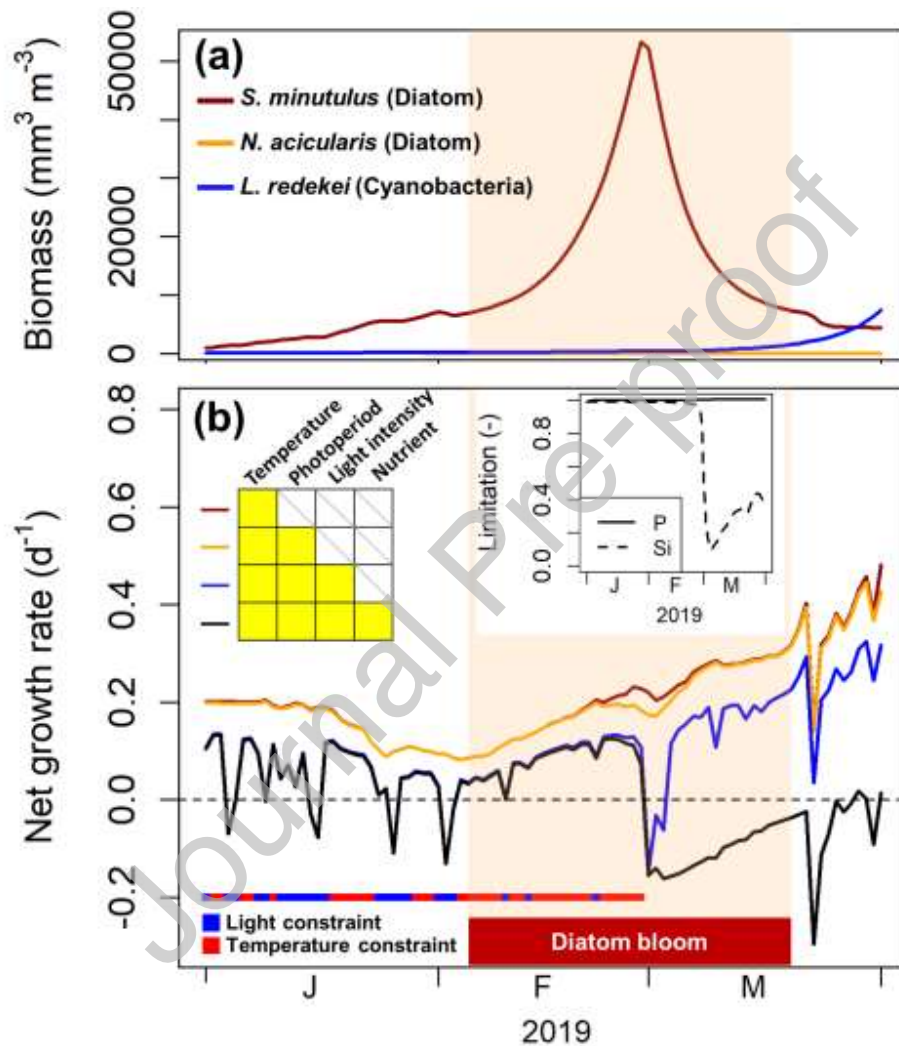 (a)
S. minutulus (Diatom)
N. acicularis (Diatom)
L. redekei (Cyanobacteria)
Biomass (mm³ m⁻³)
50000
20000
0
(b)
Temperature
Photoperiod
Light intensity
Nutrient
Limitation (-)
0.8
0.4
0.0
P
Si
J F M
2019
Net growth rate (d⁻¹)
0.8
0.6
0.4
0.2
0.0
-0.2
Light constraint
Temperature constraint
Diatom bloom
J F M
2019
Journal Pre-proof